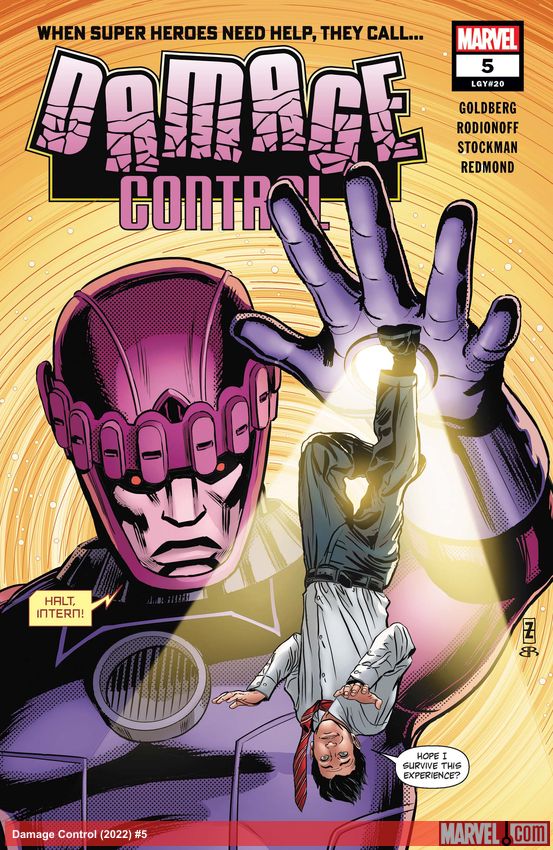 WHEN SUPER HEROES NEED HELP, THEY CALL...
DAMAGE
CONTROL
MARVEL
5
LGY#20
GOLDBERG
RODIONOFF
STOCKMAN
REDMOND
HALT,
INTERN!
HOPE I
SURVIVE THIS
EXPERIENCE?
Damage Control (2022) #5
MARVEL.com